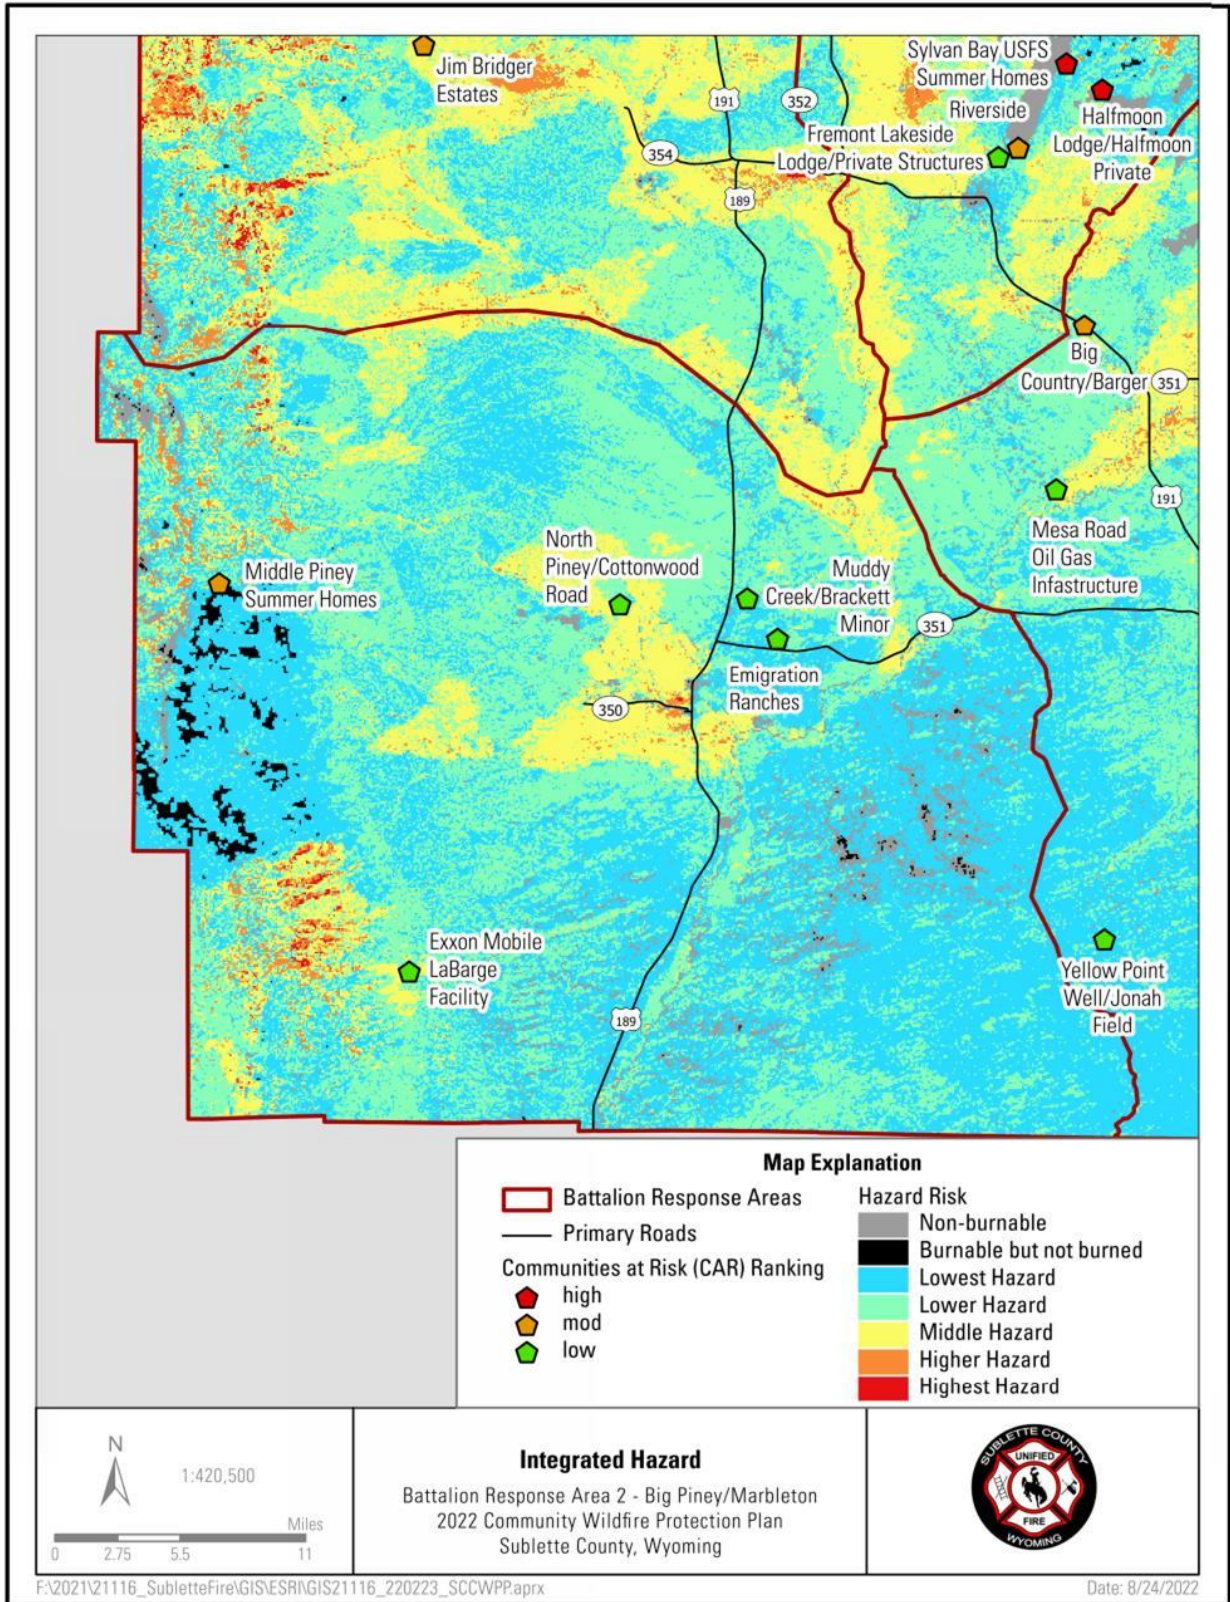 Jim Bridger
Estates
191
352
Sylvan Bay USFS
Summer Homes
Riverside
Halfmoon
Lodge/Halfmoon
Private
354
Fremont Lakeside
Lodge/Private Structures
189
Big
Country/Barger
351
191
Mesa Road
Oil Gas
Infastructure
Middle Piney
Summer Homes
North
Piney/Cottonwood
Road
Muddy
Creek/Brackett
Minor
351
Emigration
Ranches
350
Exxon Mobile
LaBarge
Facility
189
Yellow Point
Well/Jonah
Field
Map Explanation
Battalion Response Areas
Primary Roads
Communities at Risk (CAR) Ranking
high
mod
low
Hazard Risk
Non-burnable
Burnable but not burned
Lowest Hazard
Lower Hazard
Middle Hazard
Higher Hazard
Highest Hazard
N
1:420,500
Miles
0 2.75 5.5 11
Integrated Hazard
Battalion Response Area 2 - Big Piney/Marbleton
2022 Community Wildfire Protection Plan
Sublette County, Wyoming
SUBLETTE COUNTY
UNIFIED
FIRE
WYOMING
F:\2021\21116_SubletteFire\GIS\ESRI\GIS21116_220223_SCCWPP.aprx
Date: 8/24/2022